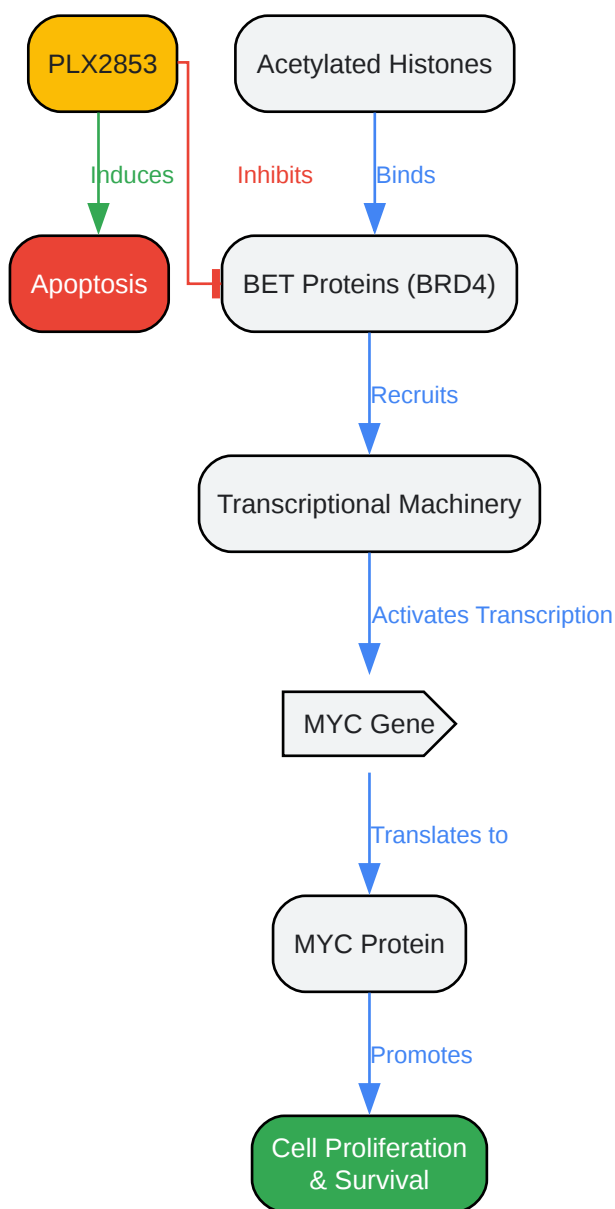 PLX2853
Acetylated Histones
Induces
Inhibits
Binds
Apoptosis
BET Proteins (BRD4)
Recruits
Transcriptional Machinery
Activates Transcription
MYC Gene
Translates to
MYC Protein
Promotes
Cell Proliferation
& Survival